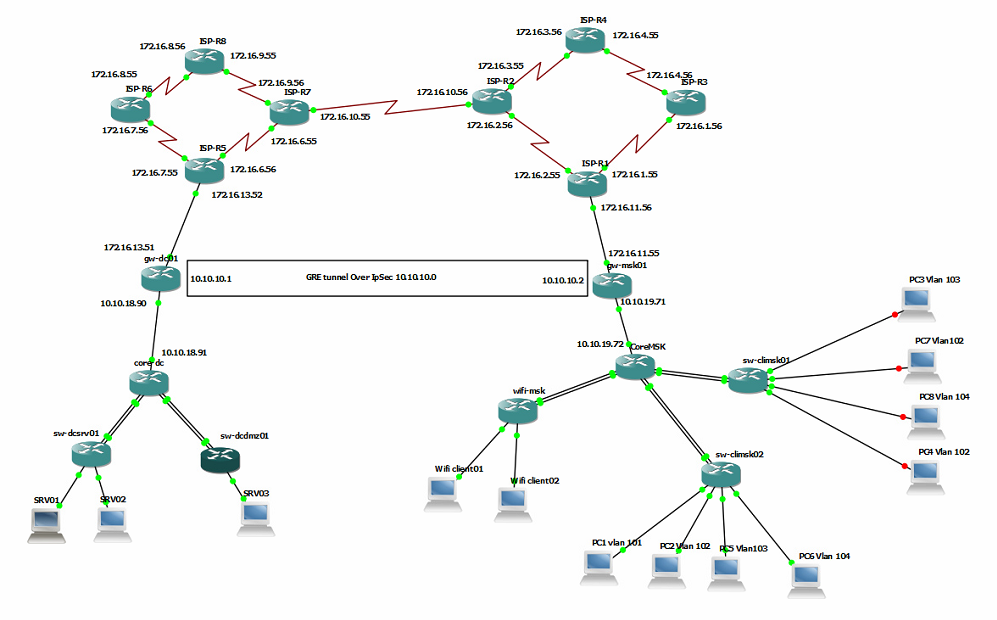 ISP-R4
172.16.3.56
172.16.4.55
ISP-R8
172.16.8.56
172.16.9.55
172.16.3.55
172.16.8.55
172.16.9.56
ISP-R2
172.16.4.56
ISP-R3
ISP-R6
ISP-R7
172.16.10.56
172.16.10.55
172.16.7.56
172.16.2.56
172.16.1.56
172.16.6.55
ISP-R5
ISP-R1
172.16.7.55
172.16.6.56
172.16.2.55
172.16.1.55
172.16.13.52
172.16.11.56
172.16.13.51
172.16.11.55
gw-dc01
gw-msk01
10.10.10.1
GRE tunnel Over IpSec 10.10.10.0
10.10.10.2
PC3 Vlan 103
10.10.18.90
10.10.19.71
PC7 Vlan102
10.10.19.72
CoreMSK
10.10.18.91
core-dc
sw-climsk01
wifi-msk
PC8 Vlan 104
sw-dcsrv01
sw-dcdmz01
PC4 Vlan 102
sw-climsk02
Wifi client01
Wifi client02
SRV01
SRV02
SRV03
PC1 vlan 101
PC2 Vlan 102
PC5 Vlan103
PC6 Vlan 104